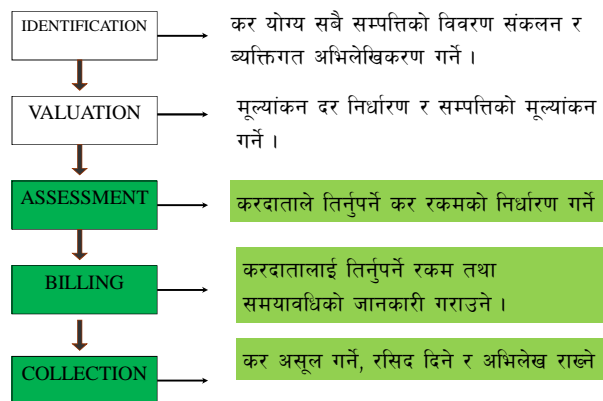 IDENTIFICATION
कर योग्य सबै सम्पत्तिको विवरण संकलन र
ब्यक्तिगत अभिलेखिकरण गर्ने ।
VALUATION
मूल्यांकन दर निर्धारण र सम्पत्तिको मूल्यांकन
गर्ने ।
ASSESSMENT
करदाताले तिर्नुपर्ने कर रकमको निर्धारण गर्ने
BILLING
करदातालाई तिर्नुपर्ने रकम तथा
समयावधिको जानकारी गराउने ।
COLLECTION
कर असूल गर्ने, रसिद दिने र अभिलेख राख्ने